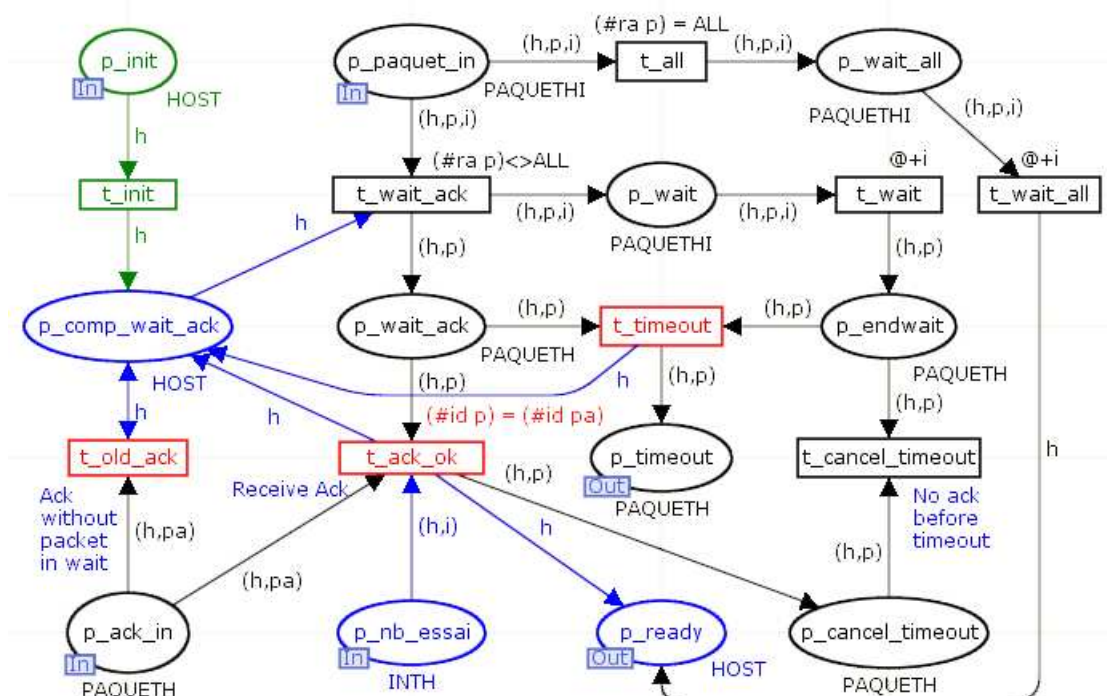 (#ra p) = ALL
p_init
p_paquet_in
(h,p,i)
t_all
(h,p,i)
p_wait_all
In
HOST
In
PAQUETHI
PAQUETHI
(h,p,i)
h
(h,p,i)
(#ra p)<>ALL
@+i
@+i
t_init
t_wait_ack
(h,p,i)
p_wait
(h,p,i)
t_wait
t_wait_all
h
h
(h,p)
PAQUETHI
(h,p)
p_comp_wait_ack
p_wait_ack
(h,p)
t_timeout
(h,p)
p_endwait
HOST
PAQUETH
PAQUETH
h
h
(h,p)
h
(h,p)
(h,p)
(#id p) = (#id pa)
t_old_ack
t_ack_ok
p_timeout
t_cancel_timeout
h
Ack
without
packet
in wait
Receive Ack
(h,p)
Out
PAQUETH
No ack
before
timeout
(h,pa)
(h,i)
h
(h,p)
(h,pa)
p_ack_in
p_nb_essai
p_ready
p_cancel_timeout
In
In
Out
HOST
PAQUETH
INTH
PAQUETH